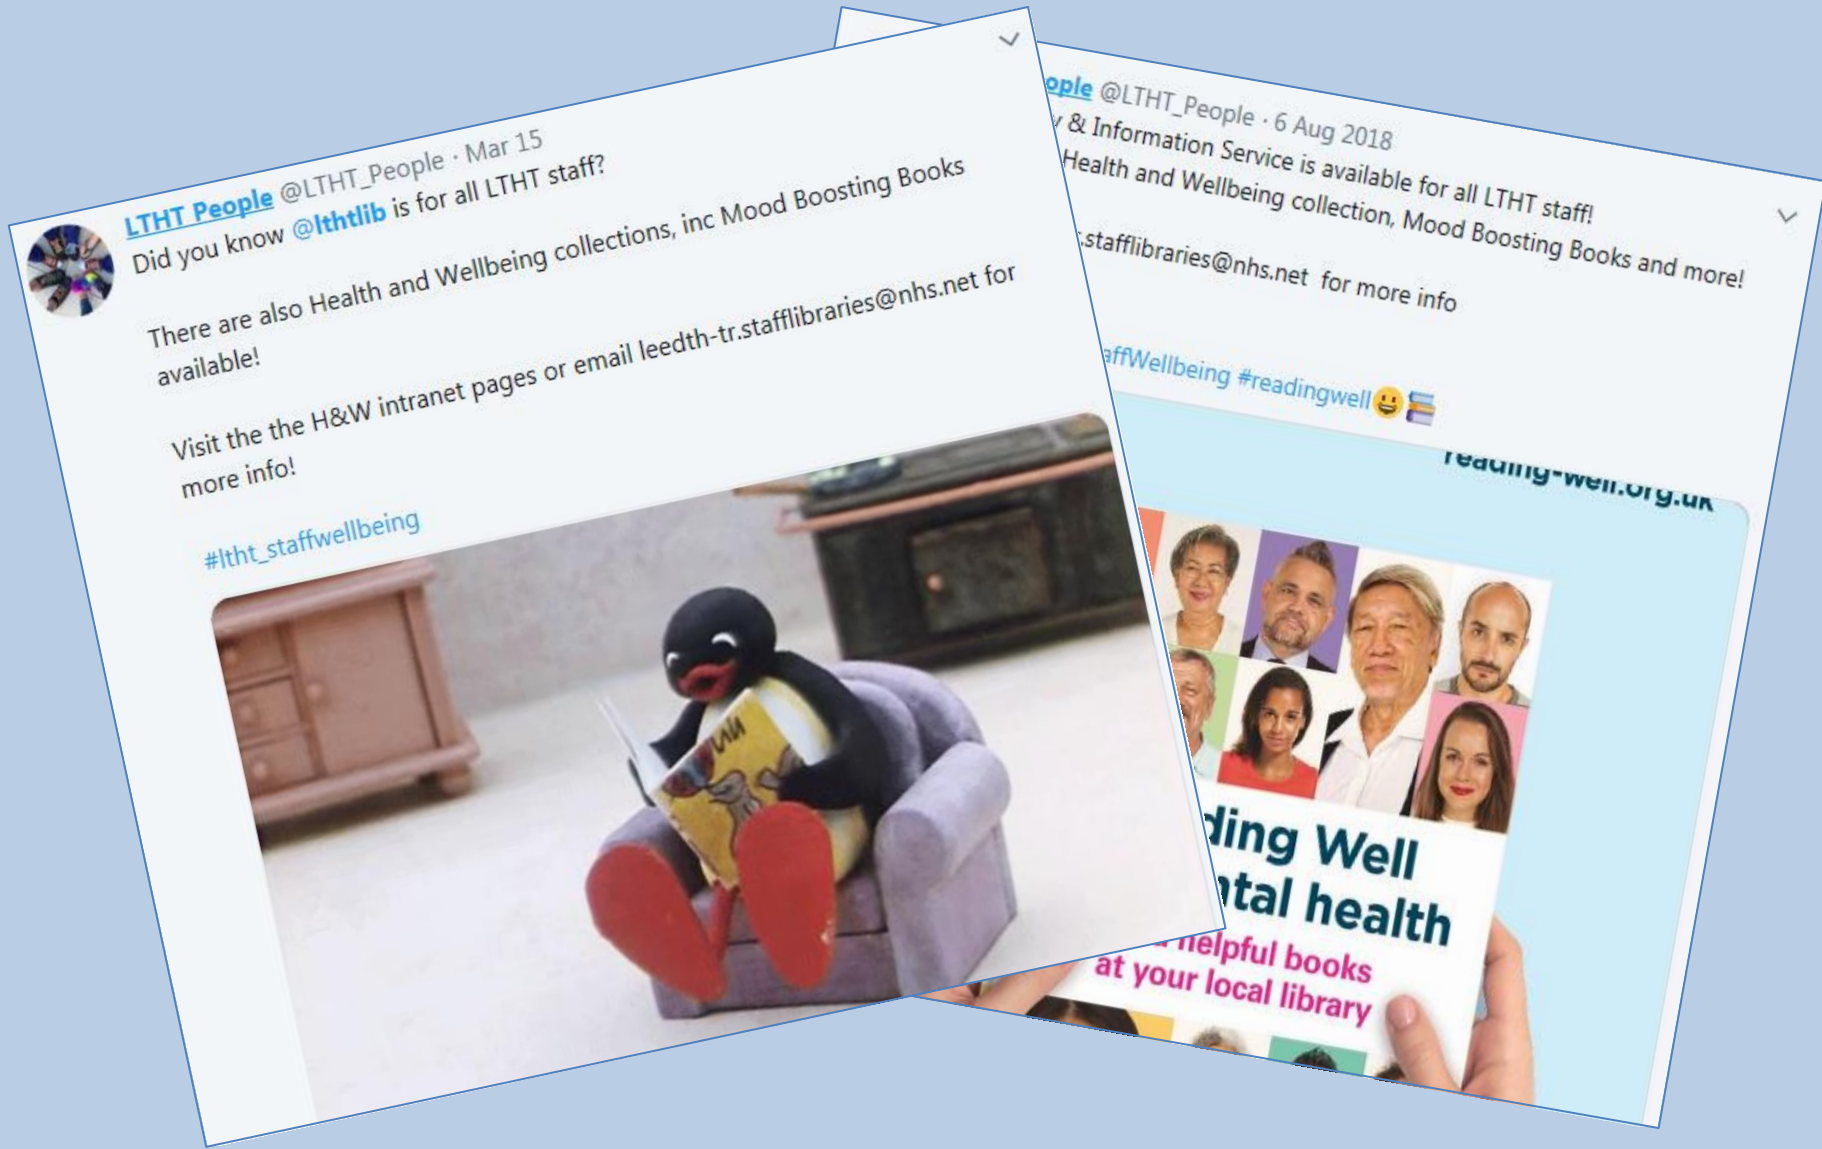 LTHT People @LTHT_People · Mar 15
Did you know @lthtlib is for all LTHT staff?
There are also Health and Wellbeing collections, inc Mood Boosting Books
available!
Visit the the H&W intranet pages or email leedth-tr.stafflibraries@nhs.net for
more info!
#ltht_staffwellbeing
@LTHT_People · 6 Aug 2018
& Information Service is available for all LTHT staff!
Health and Wellbeing collection, Mood Boosting Books and more!
.stafflibraries@nhs.net for more info
#readingwell
reading-well.org.uk
Well
health
helpful books
at your local library